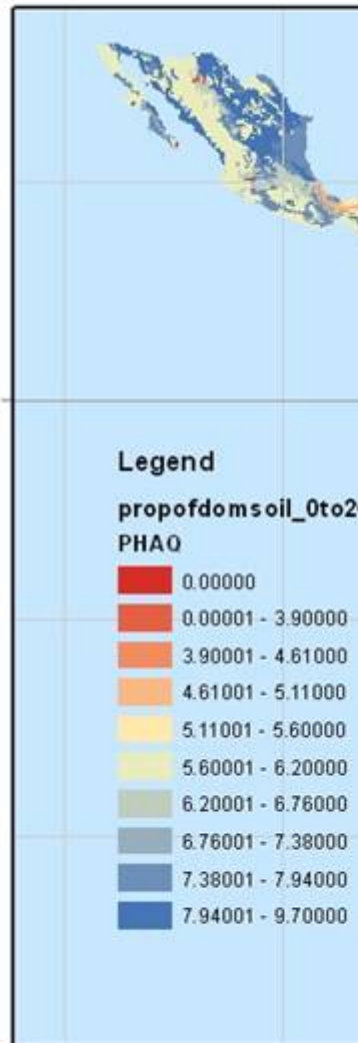 Legend
propofdomsoil_0to2
PHAQ
0.00000
0.00001 - 3.90000
3.90001 - 4.61000
4.61001 - 5.11000
5.11001 - 5.60000
5.60001 - 6.20000
6.20001 - 6.76000
6.76001 - 7.38000
7.38001 - 7.94000
7.94001 - 9.70000